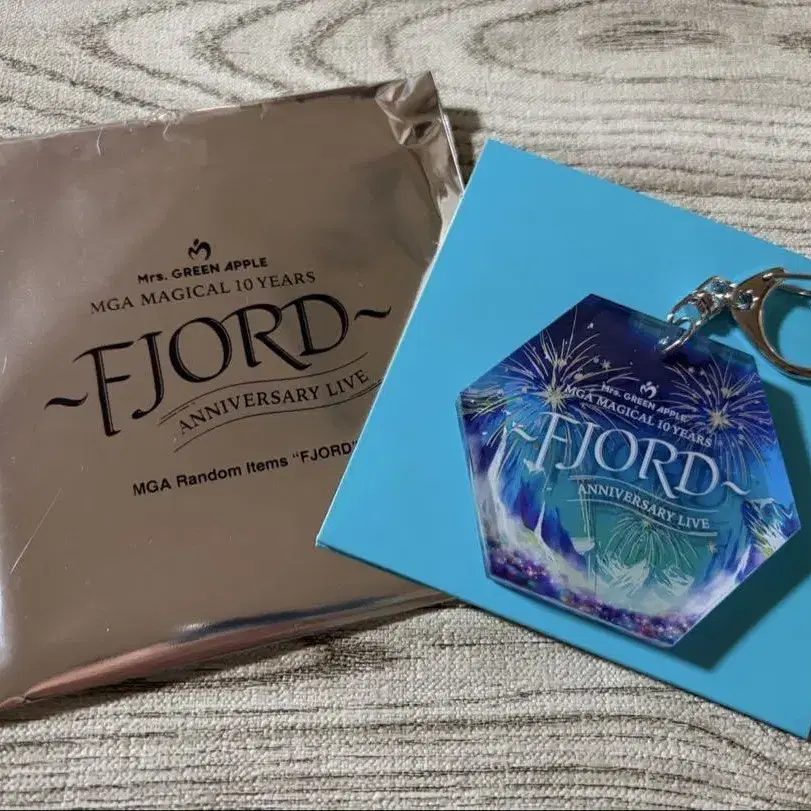 Mrs. GREEN APPLE
MGA MAGICAL 10 YEARS
~FJORD~
ANNIVERSARY LIVE
MGA Random Items "FJORD"
Mrs. GREEN APPLE
MGA MAGICAL 10 YEARS
~FJORD~
ANNIVERSARY LIVE